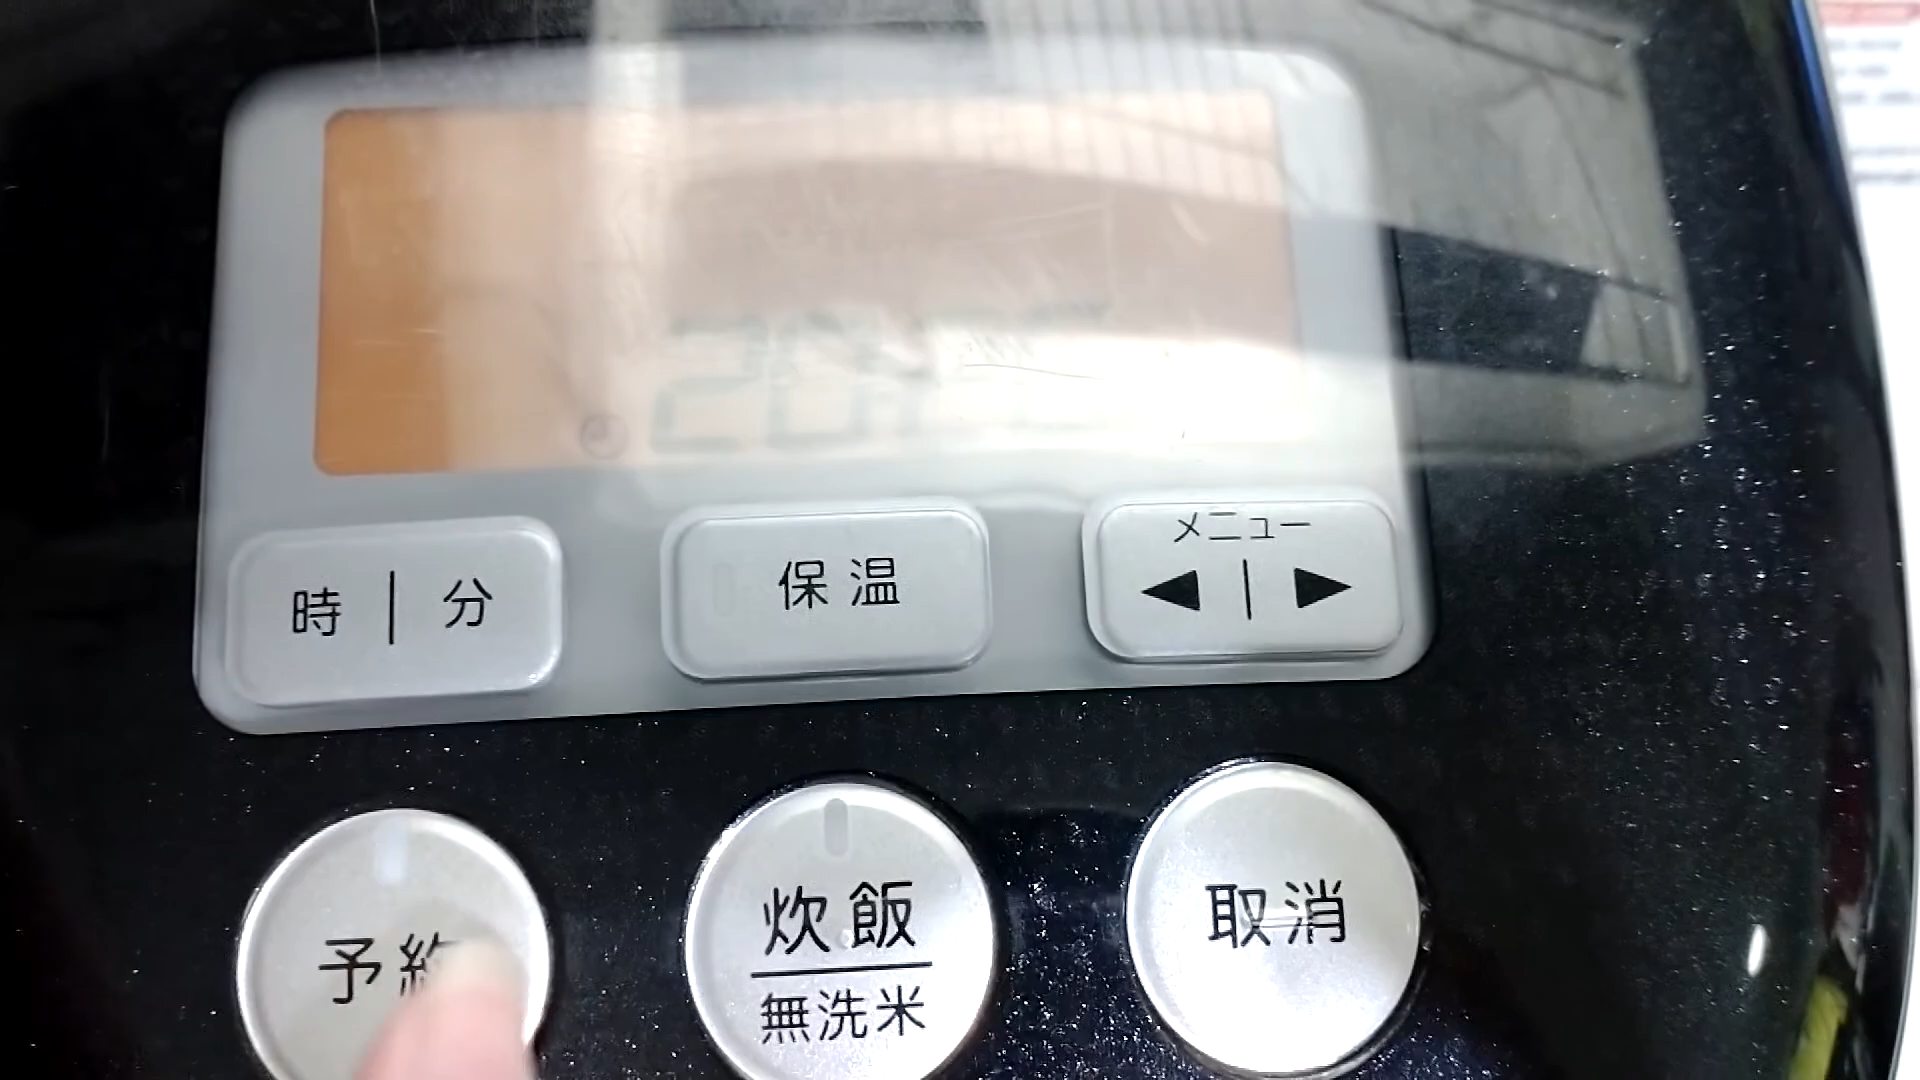 時 | 分
保温
メニュー
◀ | ▶
予約
炊飯
無洗米
取消